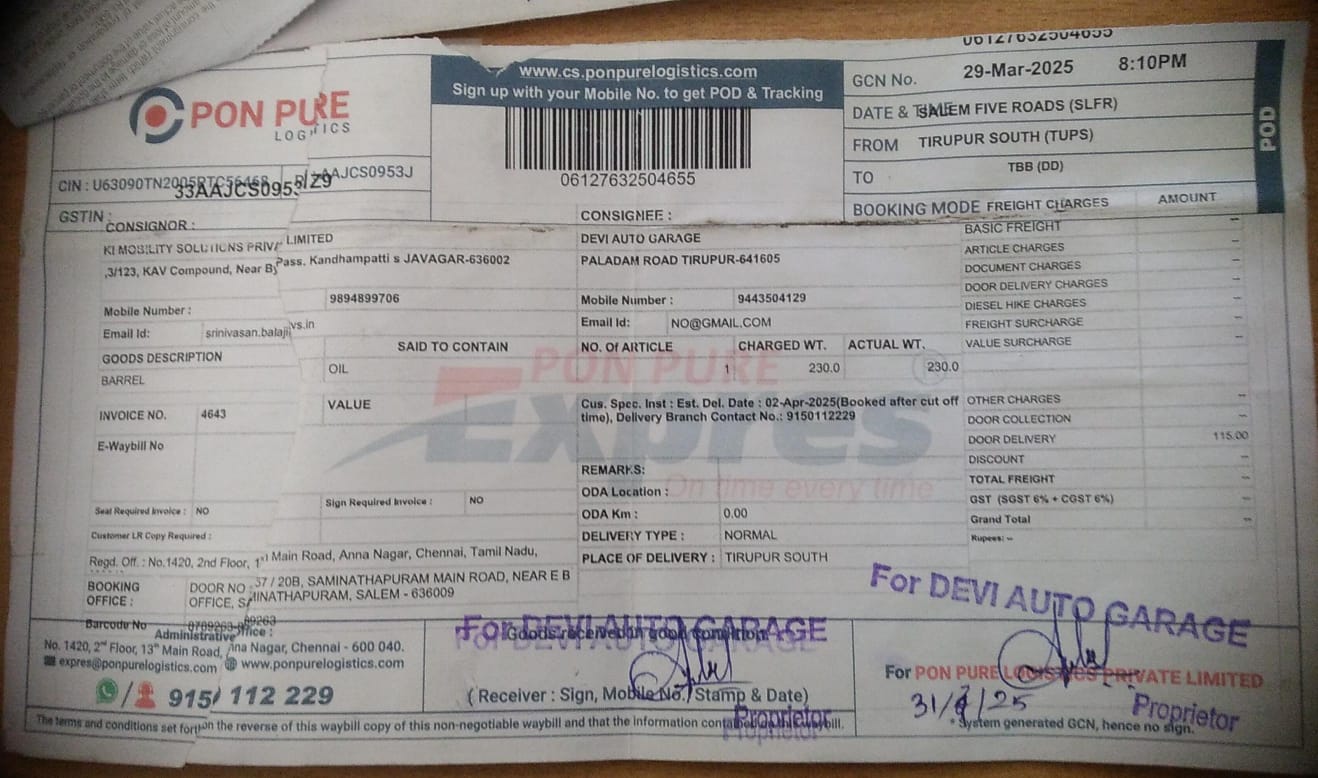 06127632504655
www.cs.ponpurelogistics.com
Sign up with your Mobile No. to get POD & Tracking
GCN No.
29-Mar-2025 8:10PM
PON PURE
LOGISTICS
DATE & TIME SALEM FIVE ROADS (SLFR)
POD
FROM TIRUPUR SOUTH (TUPS)
06127632504655
TO TBB (DD)
CIN : U63090TN2005PTC56468
AAJCS0953J
33AAJCS0953
GSTIN :
BOOKING MODE FREIGHT CHARGES AMOUNT
CONSIGNOR :
CONSIGNEE :
BASIC FREIGHT –
KI MOBILITY SOLUTIONS PRIVA LIMITED
DEVI AUTO GARAGE
ARTICLE CHARGES –
,3/123, KAV Compound, Near By Pass. Kandhampatti s JAVAGAR-636002
PALADAM ROAD TIRUPUR-641605
DOCUMENT CHARGES –
DOOR DELIVERY CHARGES –
Mobile Number : 9894899706
Mobile Number : 9443504129
DIESEL HIKE CHARGES –
Email Id: srinivasan.balaji vs.in
Email Id: NO@GMAIL.COM
FREIGHT SURCHARGE –
GOODS DESCRIPTION SAID TO CONTAIN NO. Of ARTICLE CHARGED WT. ACTUAL WT.
VALUE SURCHARGE –
BARREL OIL 1 230.0 230.0
PON PURE
Expres
On time every time
INVOICE NO. 4643 VALUE
Cus. Spec. Inst : Est. Del. Date : 02-Apr-2025(Booked after cut off
time), Delivery Branch Contact No.: 9150112229
OTHER CHARGES –
DOOR COLLECTION –
E-Waybill No
DOOR DELIVERY 115.00
DISCOUNT –
REMARKS:
TOTAL FREIGHT –
ODA Location :
GST (SGST 6% + CGST 6%) –
Seal Required Invoice : NO Sign Required Invoice : NO
ODA Km : 0.00
Grand Total –
Customer LR Copy Required :
DELIVERY TYPE : NORMAL
Rupees: –
PLACE OF DELIVERY : TIRUPUR SOUTH
Regd. Off. : No.1420, 2nd Floor, 1 Main Road, Anna Nagar, Chennai, Tamil Nadu,
BOOKING OFFICE : DOOR NO : 37 / 20B, SAMINATHAPURAM MAIN ROAD, NEAR E B
OFFICE, SAMINATHAPURAM, SALEM - 636009
For DEVI AUTO GARAGE
Barcode No
Administrative Office :
No. 1420, 2nd Floor, 13th Main Road, Anna Nagar, Chennai - 600 040.
expres@ponpurelogistics.com www.ponpurelogistics.com
915 112 229
For DEVI AUTO GARAGE
Goods received in good condition
(Receiver : Sign, Mobile No./ Stamp & Date)
Proprietor
For PON PURE LOGISTICS PRIVATE LIMITED
Proprietor
* System generated GCN, hence no sign.
The terms and conditions set forth on the reverse of this waybill copy of this non-negotiable waybill and that the information waybill.